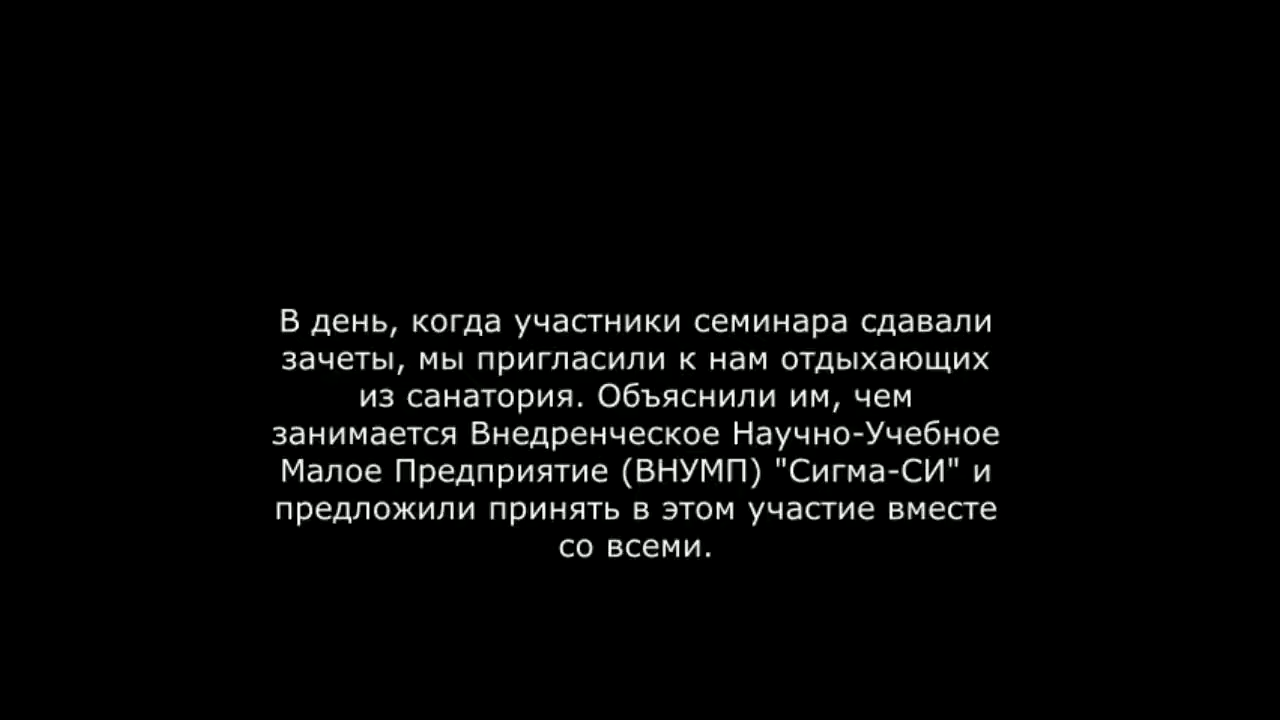 В день, когда участники семинара сдавали
зачеты, мы пригласили к нам отдыхающих
из санатория. Объяснили им, чем
занимается Внедренческое Научно-Учебное
Малое Предприятие (ВНУМП) "Сигма-СИ" и
предложили принять в этом участие вместе
со всеми.